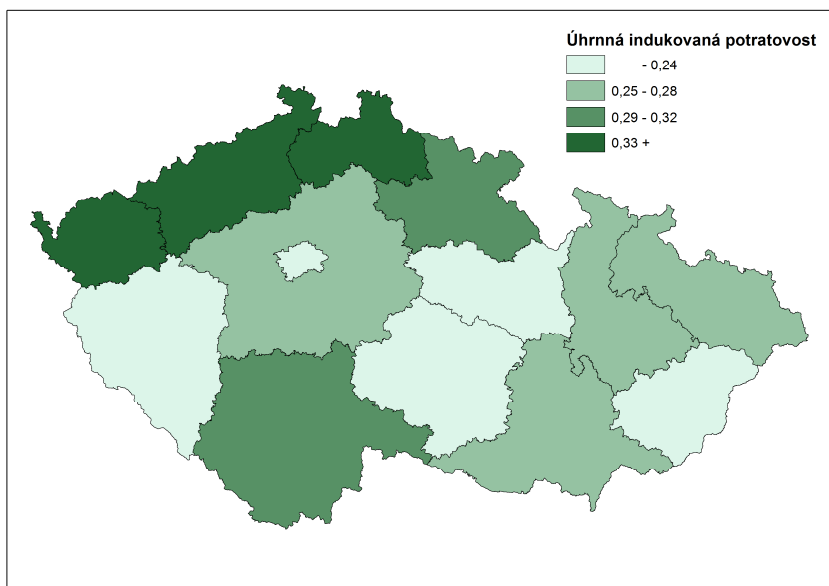 Úhrnná indukovaná potratovost
- 0,24
0,25 - 0,28
0,29 - 0,32
0,33 +